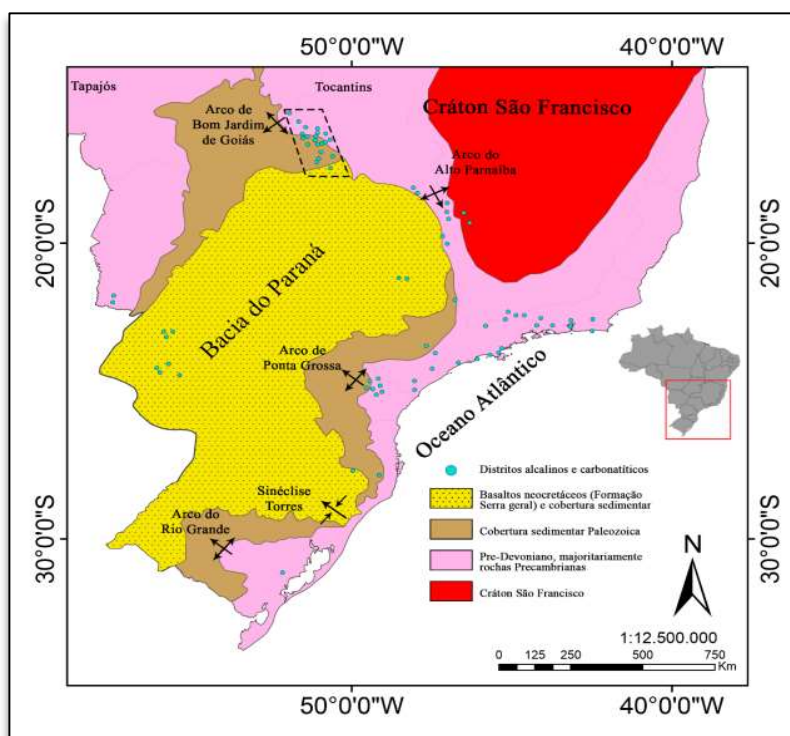 50°0'0"W
40°0'0"W
Tapajós
Tocantins
Cráton São Francisco
Arco de
Bom Jardim
de Goiás
Arco do
Alto Parnaíba
20°0'0"S
20°0'0"S
Bacia do Paraná
Arco de
Ponta Grossa
Oceano Atlântico
Distritos alcalinos e carbonatíticos
Sinéclise
Torres
Basaltos neocretáceos (Formação
Serra geral) e cobertura sedimentar
Arco do
Rio Grande
Cobertura sedimentar Paleozoica
30°0'0"S
30°0'0"S
Pre-Devoniano, majoritariamente
rochas Precambrianas
N
Cráton São Francisco
1:12.500.000
0 125 250 500 750
Km
50°0'0"W
40°0'0"W